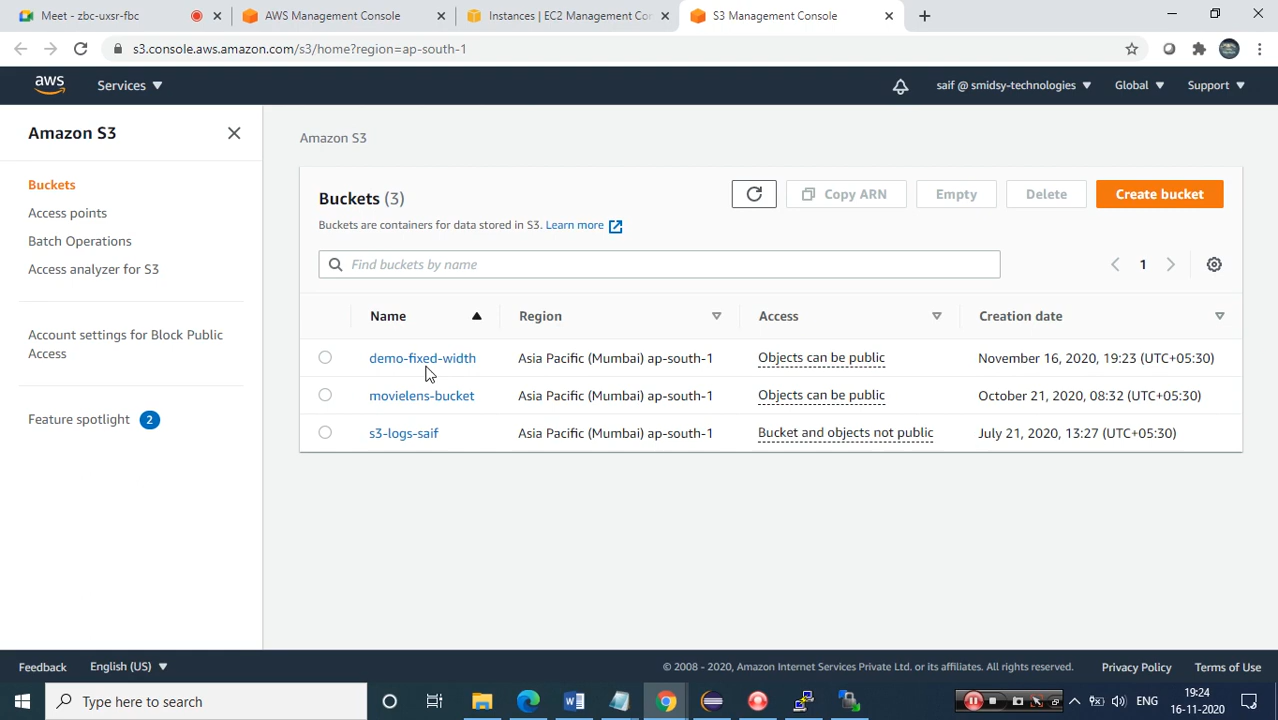 Meet - zbc-uxsr-fbc
AWS Management Console
Instances | EC2 Management Con
S3 Management Console
s3.console.aws.amazon.com/s3/home?region=ap-south-1
aws
Services
saif @ smidsy-technologies
Global
Support
Amazon S3
Buckets
Access points
Batch Operations
Access analyzer for S3
Account settings for Block Public
Access
Feature spotlight 2
Amazon S3
Buckets (3)
Copy ARN
Empty
Delete
Create bucket
Buckets are containers for data stored in S3. Learn more
Find buckets by name
1
Name Region Access Creation date
demo-fixed-width Asia Pacific (Mumbai) ap-south-1 Objects can be public November 16, 2020, 19:23 (UTC+05:30)
movielens-bucket Asia Pacific (Mumbai) ap-south-1 Objects can be public October 21, 2020, 08:32 (UTC+05:30)
s3-logs-saif Asia Pacific (Mumbai) ap-south-1 Bucket and objects not public July 21, 2020, 13:27 (UTC+05:30)
Feedback
English (US)
© 2008 - 2020, Amazon Internet Services Private Ltd. or its affiliates. All rights reserved.
Privacy Policy
Terms of Use
Type here to search
ENG
19:24
16-11-2020